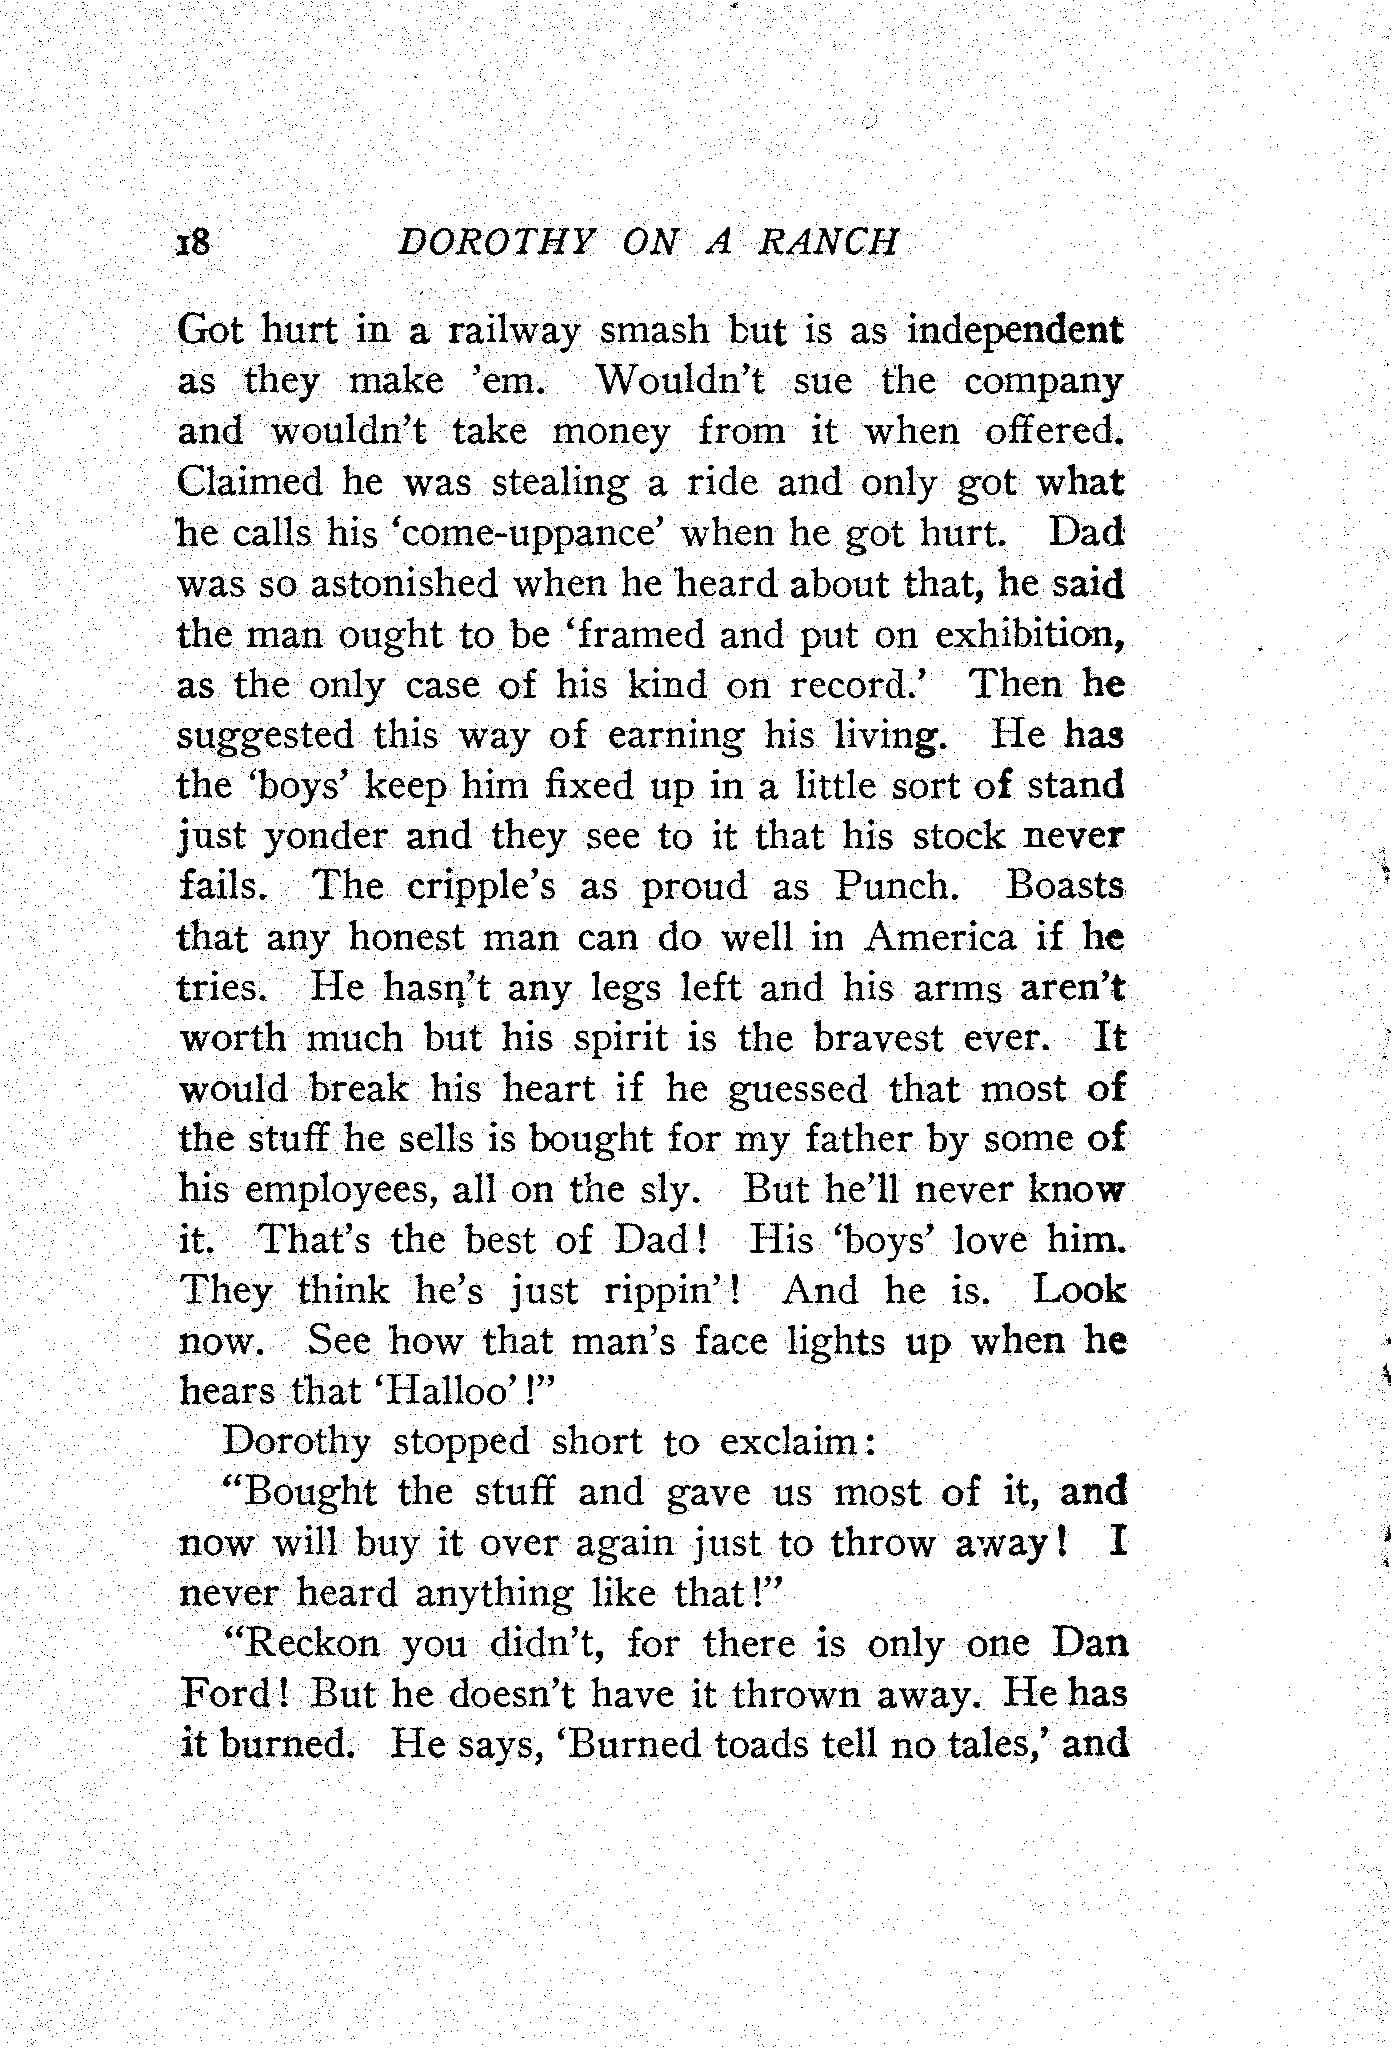 18 DOROTHY ON A RANCH
Got hurt in a railway smash but is as independent
as they make ’em. Wouldn’t sue the company
and wouldn’t take money from it when offered.
Claimed he was stealing a ride and only got what
he calls his ‘come-uppance’ when he got hurt. Dad
was so astonished when he heard about that, he said
the man ought to be ‘framed and put on exhibition,
as the only case of his kind on record.’ Then he
suggested this way of earning his living. He has
the ‘boys’ keep him fixed up in a little sort of stand
just yonder and they see to it that his stock never
fails. The cripple’s as proud as Punch. Boasts
that any honest man can do well in America if he
tries. He hasn’t any legs left and his arms aren’t
worth much but his spirit is the bravest ever. It
would break his heart if he guessed that most of
the stuff he sells is bought for my father by some of
his employees, all on the sly. But he’ll never know
it. That’s the best of Dad! His ‘boys’ love him.
They think he’s just rippin’! And he is. Look
now. See how that man’s face lights up when he
hears that ‘Halloo’!”
Dorothy stopped short to exclaim:
“Bought the stuff and gave us most of it, and
now will buy it over again just to throw away! I
never heard anything like that!”
“Reckon you didn’t, for there is only one Dan
Ford! But he doesn’t have it thrown away. He has
it burned. He says, ‘Burned toads tell no tales,’ and